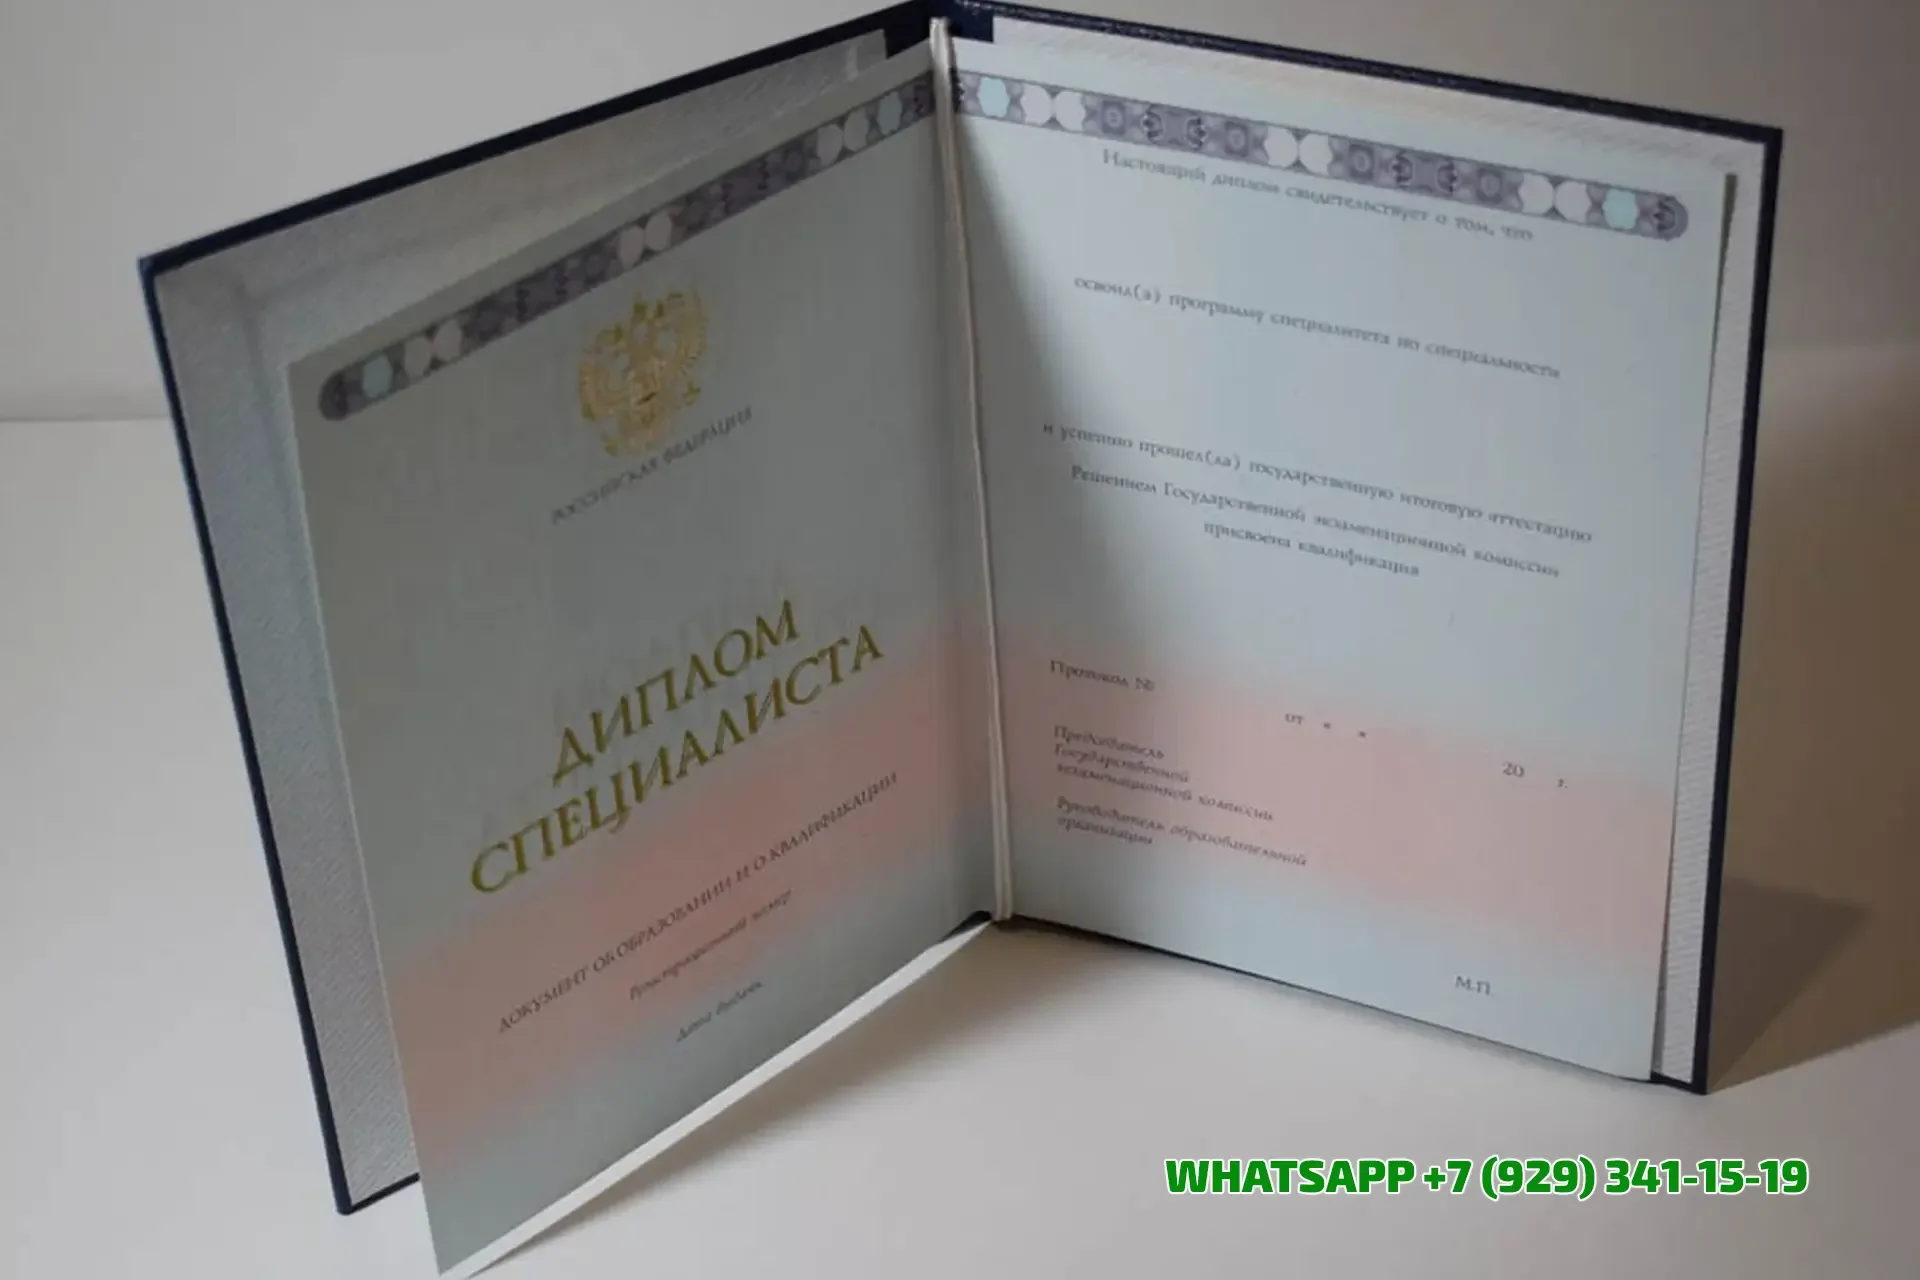 РОССИЙСКАЯ ФЕДЕРАЦИЯ
ДИПЛОМ
СПЕЦИАЛИСТА
ДОКУМЕНТ ОБ ОБРАЗОВАНИИ И О КВАЛИФИКАЦИИ
Регистрационный номер
Дата выдачи
Настоящий диплом свидетельствует о том, что
освоил(а) программу специалитета по специальности
и успешно прошел(ла) государственную итоговую аттестацию
Решением Государственной экзаменационной комиссии
присвоена квалификация
Протокол №
от « »
20 г.
Председатель
Государственной
экзаменационной комиссии
Руководитель образовательной
организации
М.П.
WHATSAPP +7 (929) 341-15-19